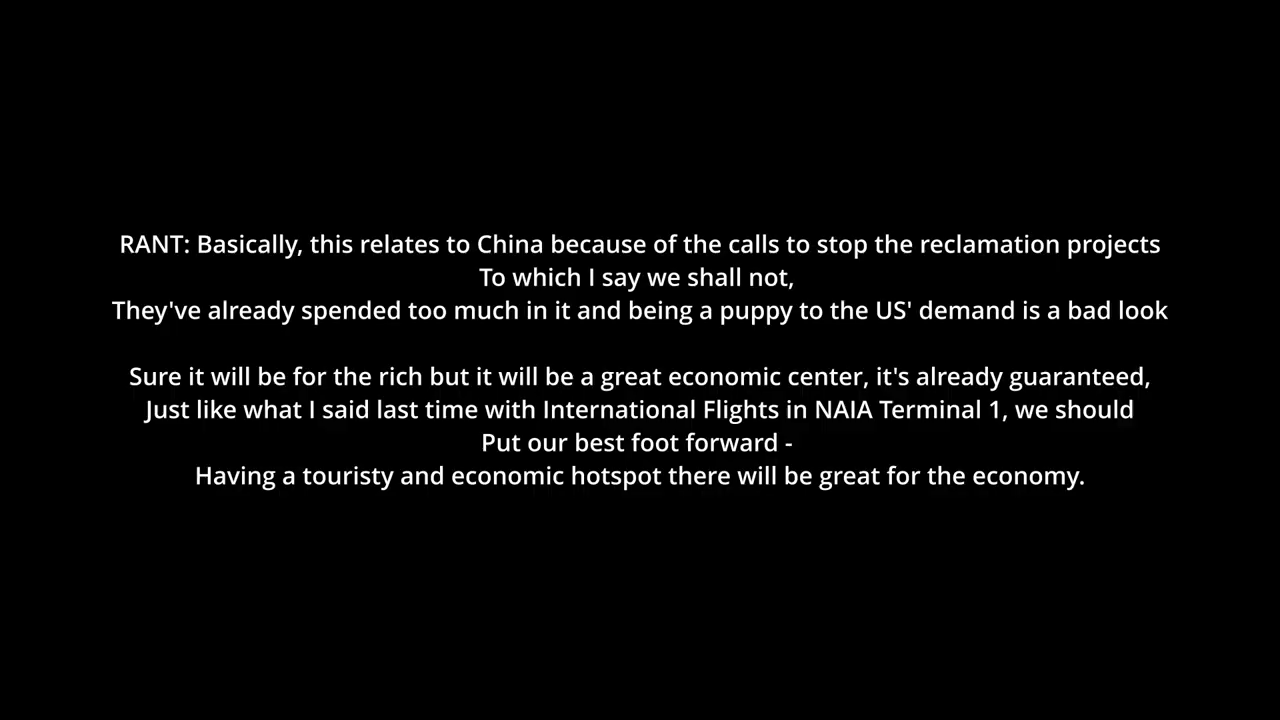 RANT: Basically, this relates to China because of the calls to stop the reclamation projects
To which I say we shall not,
They've already spended too much in it and being a puppy to the US' demand is a bad look
Sure it will be for the rich but it will be a great economic center, it's already guaranteed,
Just like what I said last time with International Flights in NAIA Terminal 1, we should
Put our best foot forward -
Having a touristy and economic hotspot there will be great for the economy.